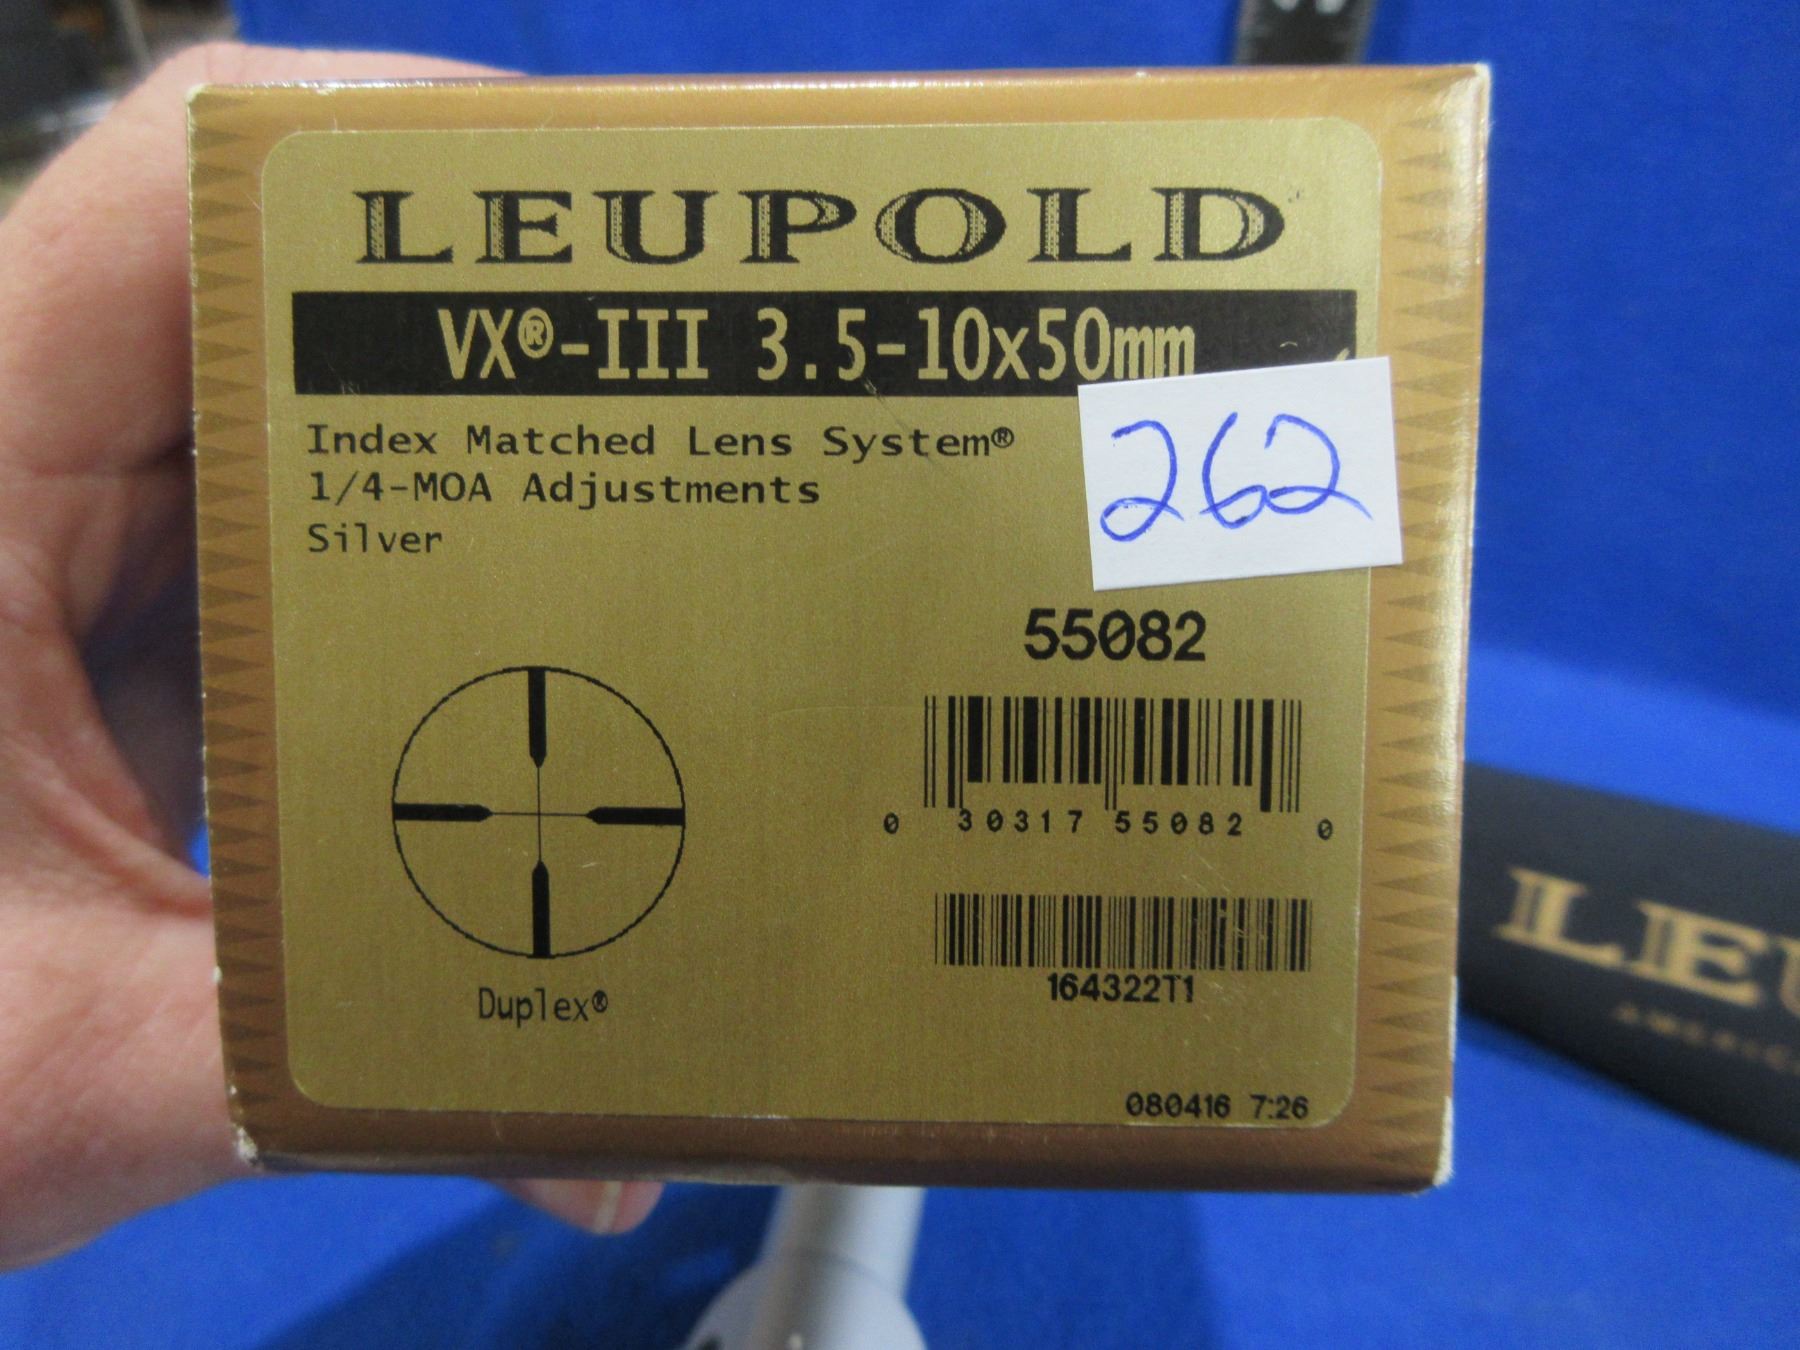 LEUPOLD
VX®-III 3.5-10x50mm
Index Matched Lens System®
1/4-MOA Adjustments
Silver
262
55082
0 30317 55082 0
164322T1
Duplex®
080416 7:26
LEU